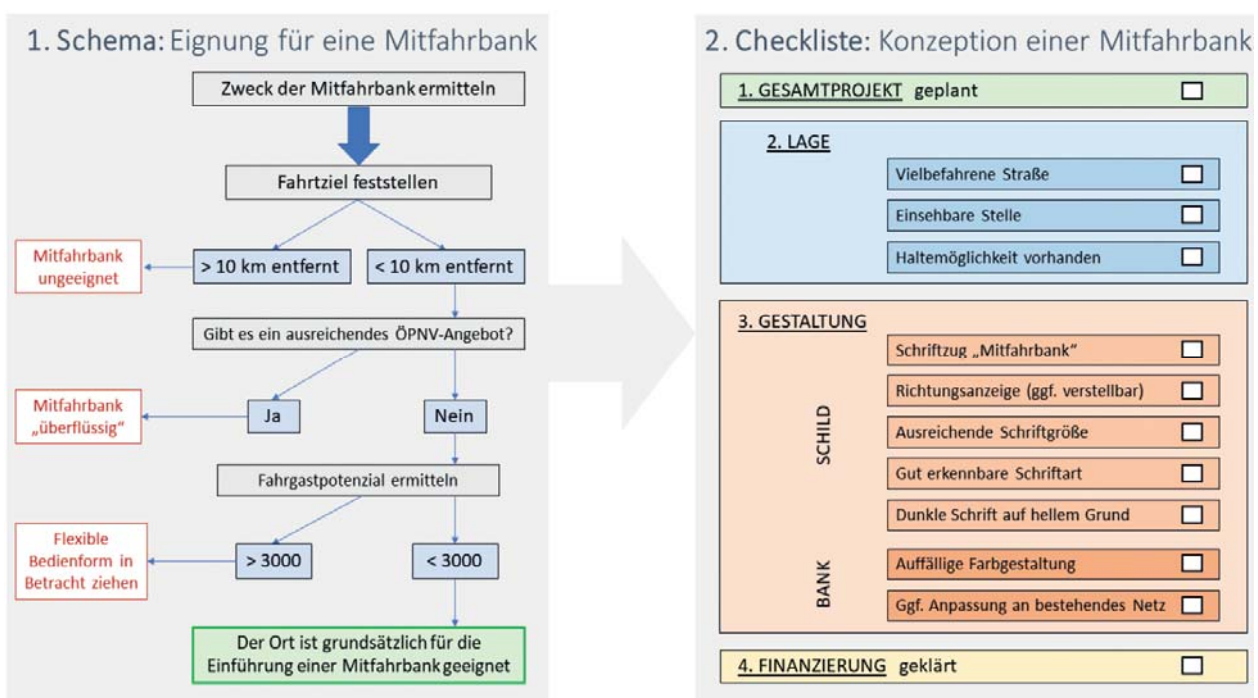 1. Schema: Eignung für eine Mitfahrbank
Zweck der Mitfahrbank ermitteln
Fahrtziel feststellen
Mitfahrbank
ungeeignet
> 10 km entfernt
< 10 km entfernt
Gibt es ein ausreichendes ÖPNV-Angebot?
Mitfahrbank
„überflüssig“
Ja
Nein
Fahrgastpotenzial ermitteln
Flexible
Bedienform in
Betracht ziehen
> 3000
< 3000
Der Ort ist grundsätzlich für die
Einführung einer Mitfahrbank geeignet
2. Checkliste: Konzeption einer Mitfahrbank
1. GESAMTPROJEKT geplant
2. LAGE
Vielbefahrene Straße
Einsehbare Stelle
Haltemöglichkeit vorhanden
3. GESTALTUNG
SCHILD
Schriftzug „Mitfahrbank“
Richtungsanzeige (ggf. verstellbar)
Ausreichende Schriftgröße
Gut erkennbare Schriftart
Dunkle Schrift auf hellem Grund
BANK
Auffällige Farbgestaltung
Ggf. Anpassung an bestehendes Netz
4. FINANZIERUNG geklärt